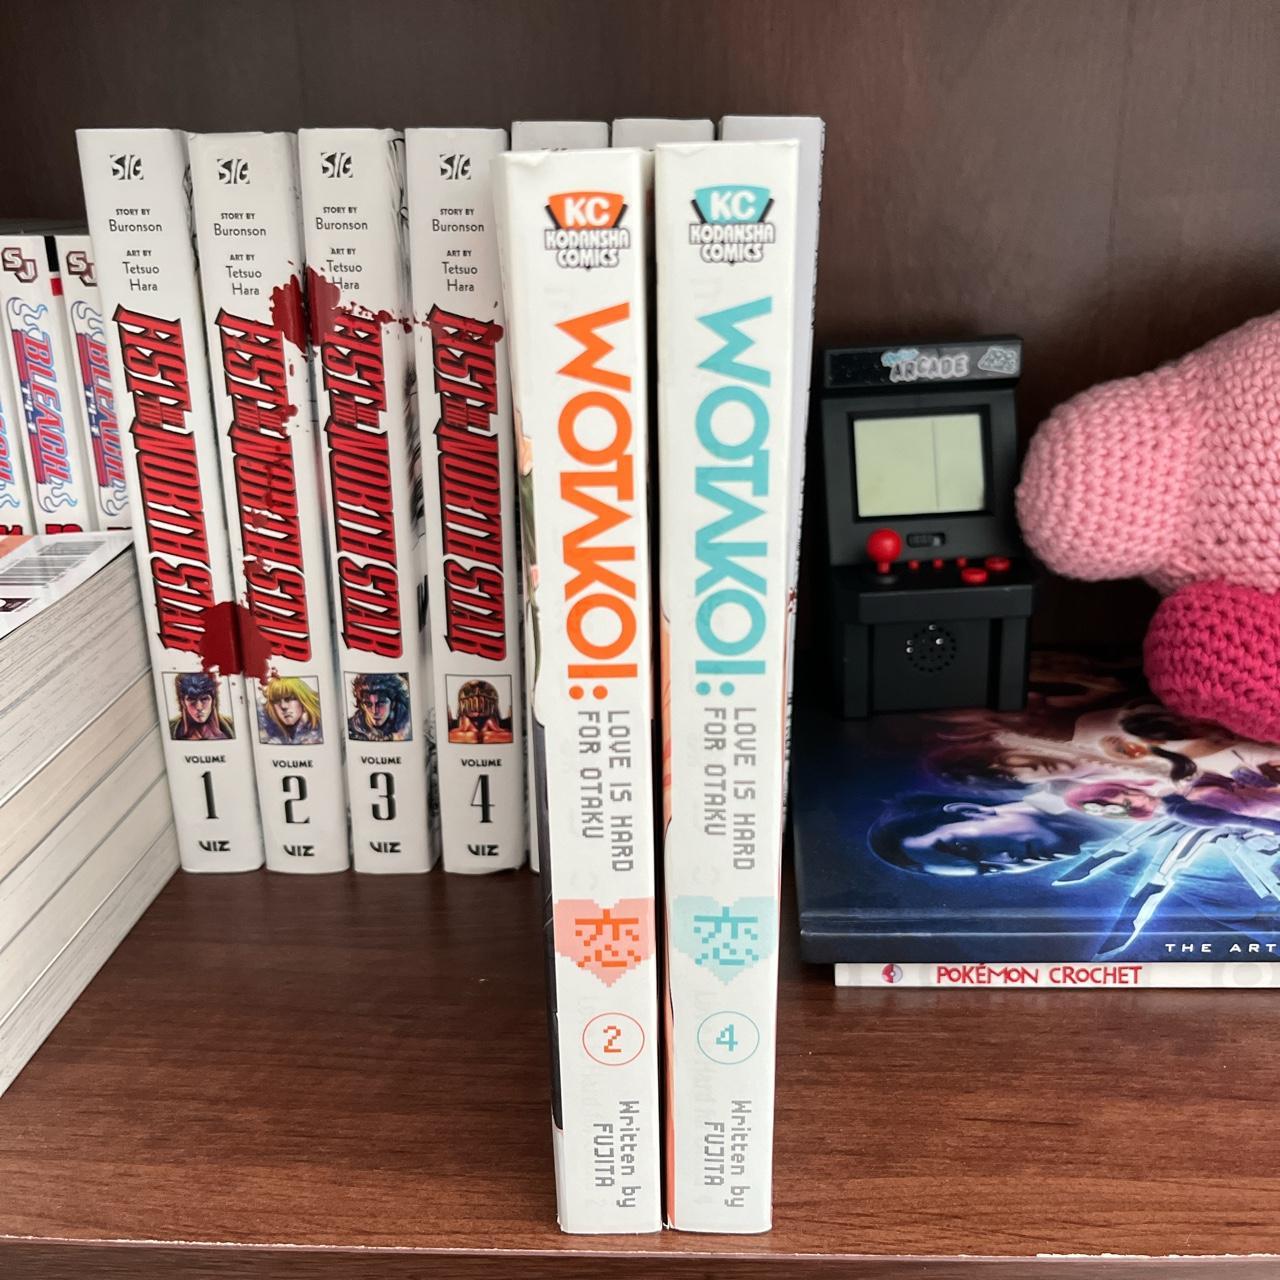 SJ
BLEACH
SJ
BLEACH
SIG
STORY BY
Buronson
ART BY
Tetsuo
Hara
FIST OF THE NORTH STAR
VOLUME
1
VIZ
SIG
STORY BY
Buronson
ART BY
Tetsuo
Hara
FIST OF THE NORTH STAR
VOLUME
2
VIZ
SIG
STORY BY
Buronson
ART BY
Tetsuo
Hara
FIST OF THE NORTH STAR
VOLUME
3
VIZ
SIG
STORY BY
Buronson
ART BY
Tetsuo
Hara
FIST OF THE NORTH STAR
VOLUME
4
VIZ
KC
KODANSHA
COMICS
WOTAKOI:
LOVE IS HARD
FOR OTAKU
恋
2
Written by
FUJITA
KC
KODANSHA
COMICS
WOTAKOI:
LOVE IS HARD
FOR OTAKU
恋
4
Written by
FUJITA
ARCADE
THE ART
POKÉMON CROCHET